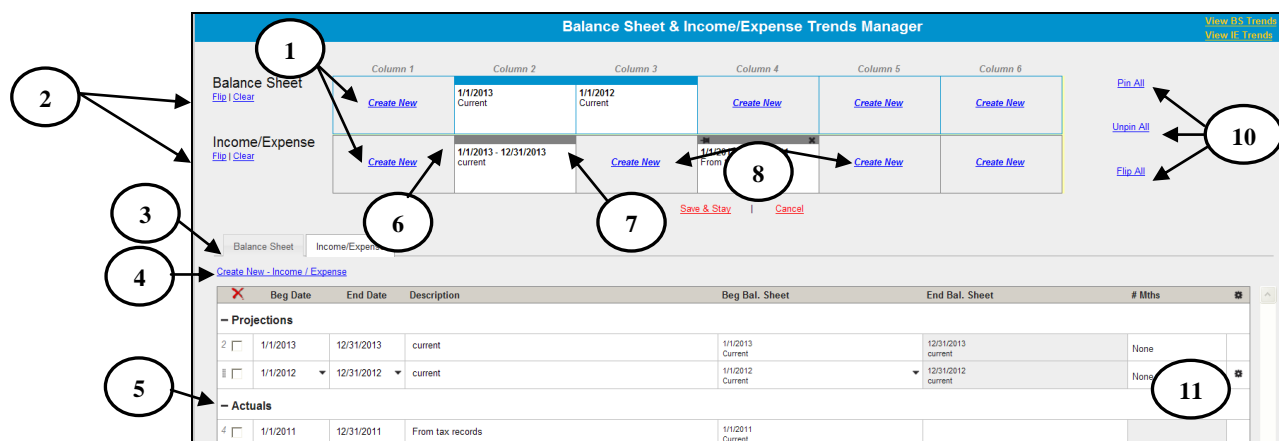 Balance Sheet & Income/Expense Trends Manager
View BS Trends
View IE Trends
1
2
Column 1 Column 2 Column 3 Column 4 Column 5 Column 6
Balance Sheet
Flip | Clear
Create New
1/1/2013
Current
1/1/2012
Current
Create New
Create New
Create New
Pin All
Unpin All
Flip All
10
Income/Expense
Flip | Clear
Create New
1/1/2013 - 12/31/2013
current
Create New
From
Create New
Create New
6
7
8
Save & Stay | Cancel
3
Balance Sheet Income/Expense
4
Create New - Income / Expense
Beg Date End Date Description Beg Bal. Sheet End Bal. Sheet # Mths
– Projections
2 1/1/2013 12/31/2013 current 1/1/2013 Current 12/31/2013 current None
1/1/2012 12/31/2012 current 1/1/2012 Current 12/31/2012 current None
11
5
– Actuals
4 1/1/2011 12/31/2011 From tax records 1/1/2011 Current